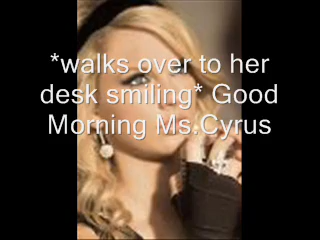 *walks over to her
desk smiling* Good
Morning Ms.Cyrus